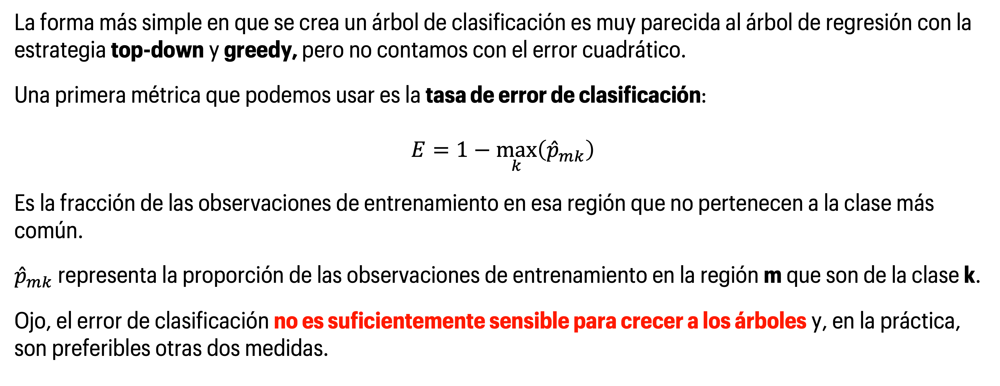 La forma más simple en que se crea un árbol de clasificación es muy parecida al árbol de regresión con la
estrategia top-down y greedy, pero no contamos con el error cuadrático.
Una primera métrica que podemos usar es la tasa de error de clasificación:
E = 1 − max(p̂mk)
k
Es la fracción de las observaciones de entrenamiento en esa región que no pertenecen a la clase más
común.
p̂mk representa la proporción de las observaciones de entrenamiento en la región m que son de la clase k.
Ojo, el error de clasificación no es suficientemente sensible para crecer a los árboles y, en la práctica,
son preferibles otras dos medidas.